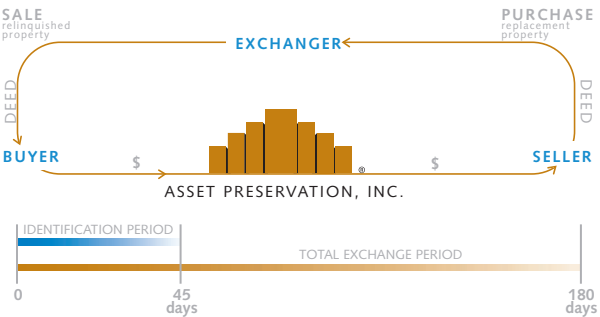 SALE
relinquished
property
PURCHASE
replacement
property
EXCHANGER
DEED
DEED
BUYER
$
$
SELLER
®
ASSET PRESERVATION, INC.
IDENTIFICATION PERIOD
TOTAL EXCHANGE PERIOD
0
45
days
180
days